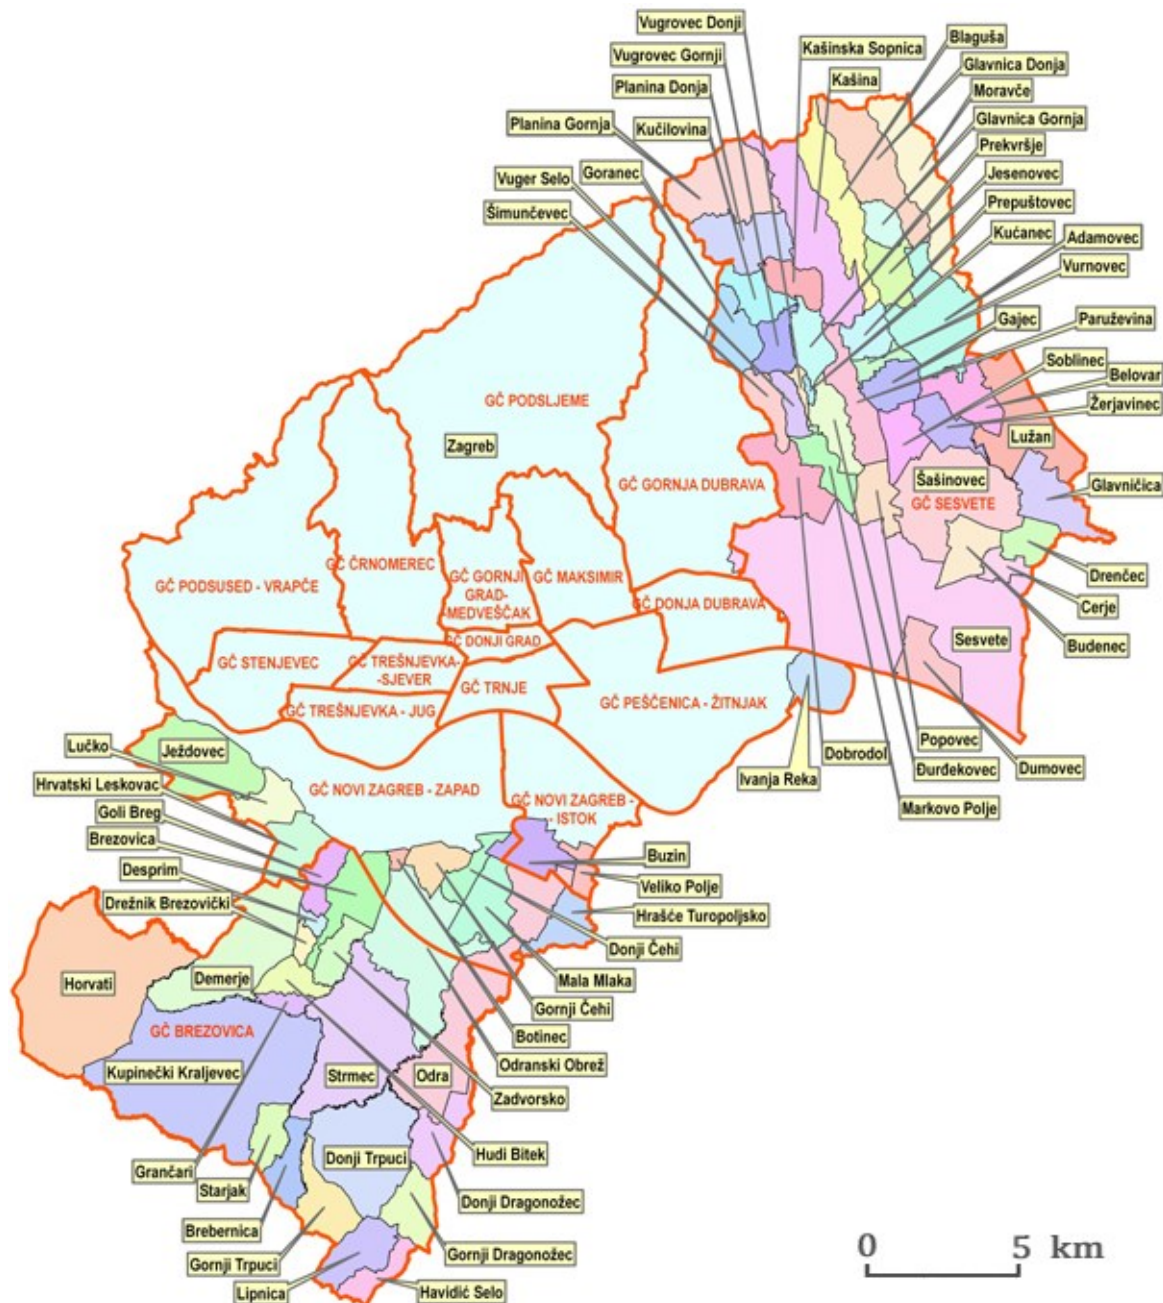 Vugrovec Donji
Vugrovec Gornji
Planina Donja
Kučilovina
Planina Gornja
Goranec
Vuger Selo
Šimunčevec
Kašinska Sopnica
Kašina
Blaguša
Glavnica Donja
Moravče
Glavnica Gornja
Prekvršje
Jesenovec
Prepuštovec
Kućanec
Adamovec
Vurnovec
Gajec
Paruževina
Soblinec
Belovar
Žerjavinec
Lužan
Šašinovec
GČ SESVETE
Glavničica
Drenčec
Cerje
Budenec
Sesvete
GČ PODSLJEME
Zagreb
GČ GORNJA DUBRAVA
GČ ČRNOMEREC
GČ PODSUSED - VRAPČE
GČ GORNJI
GRAD-
-MEDVEŠČAK
GČ MAKSIMIR
GČ DONJA DUBRAVA
GČ DONJI GRAD
GČ STENJEVEC
GČ TREŠNJEVKA-
-SJEVER
GČ TRNJE
GČ PEŠČENICA - ŽITNJAK
GČ TREŠNJEVKA - JUG
Popovec
Dobrodol
Dumovec
Đurđekovec
Ivanja Reka
Markovo Polje
Lučko
Ježdovec
Hrvatski Leskovac
Goli Breg
Brezovica
Desprim
Drežnik Brezovički
GČ NOVI ZAGREB - ZAPAD
GČ NOVI ZAGREB -
- ISTOK
Buzin
Veliko Polje
Hrašće Turopoljsko
Donji Čehi
Mala Mlaka
Gornji Čehi
Botinec
Odranski Obrež
Zadvorsko
Horvati
Demerje
GČ BREZOVICA
Kupinečki Kraljevec
Strmec
Odra
Hudi Bitek
Donji Trpuci
Grančari
Starjak
Donji Dragonožec
Brebernica
Gornji Trpuci
Gornji Dragonožec
Lipnica
Havidić Selo
0 5 km